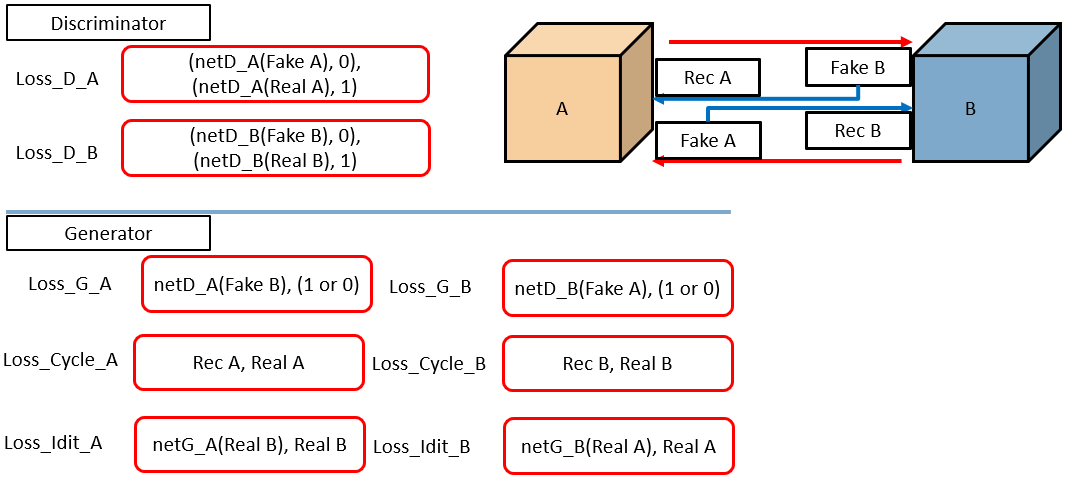 Discriminator
Loss_D_A
(netD_A(Fake A), 0),
(netD_A(Real A), 1)
Loss_D_B
(netD_B(Fake B), 0),
(netD_B(Real B), 1)
A
Rec A
Fake B
Fake A
Rec B
B
Generator
Loss_G_A
netD_A(Fake B), (1 or 0)
Loss_G_B
netD_B(Fake A), (1 or 0)
Loss_Cycle_A
Rec A, Real A
Loss_Cycle_B
Rec B, Real B
Loss_Idit_A
netG_A(Real B), Real B
Loss_Idit_B
netG_B(Real A), Real A